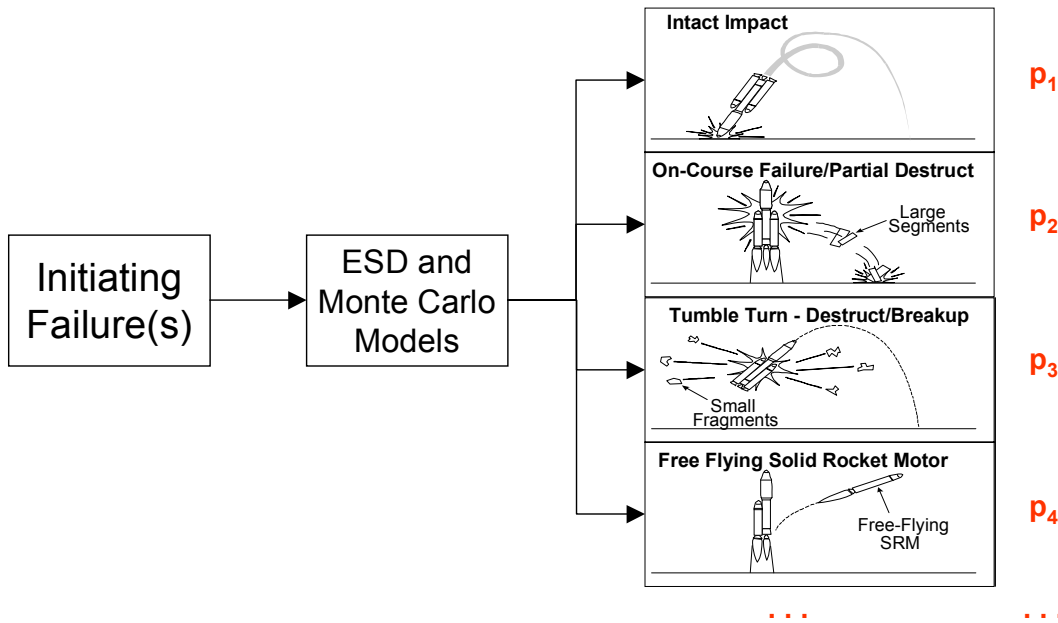 Intact Impact
p1
On-Course Failure/Partial Destruct
Large
Segments
p2
Initiating
Failure(s)
ESD and
Monte Carlo
Models
Tumble Turn - Destruct/Breakup
Small
Fragments
p3
Free Flying Solid Rocket Motor
Free-Flying
SRM
p4